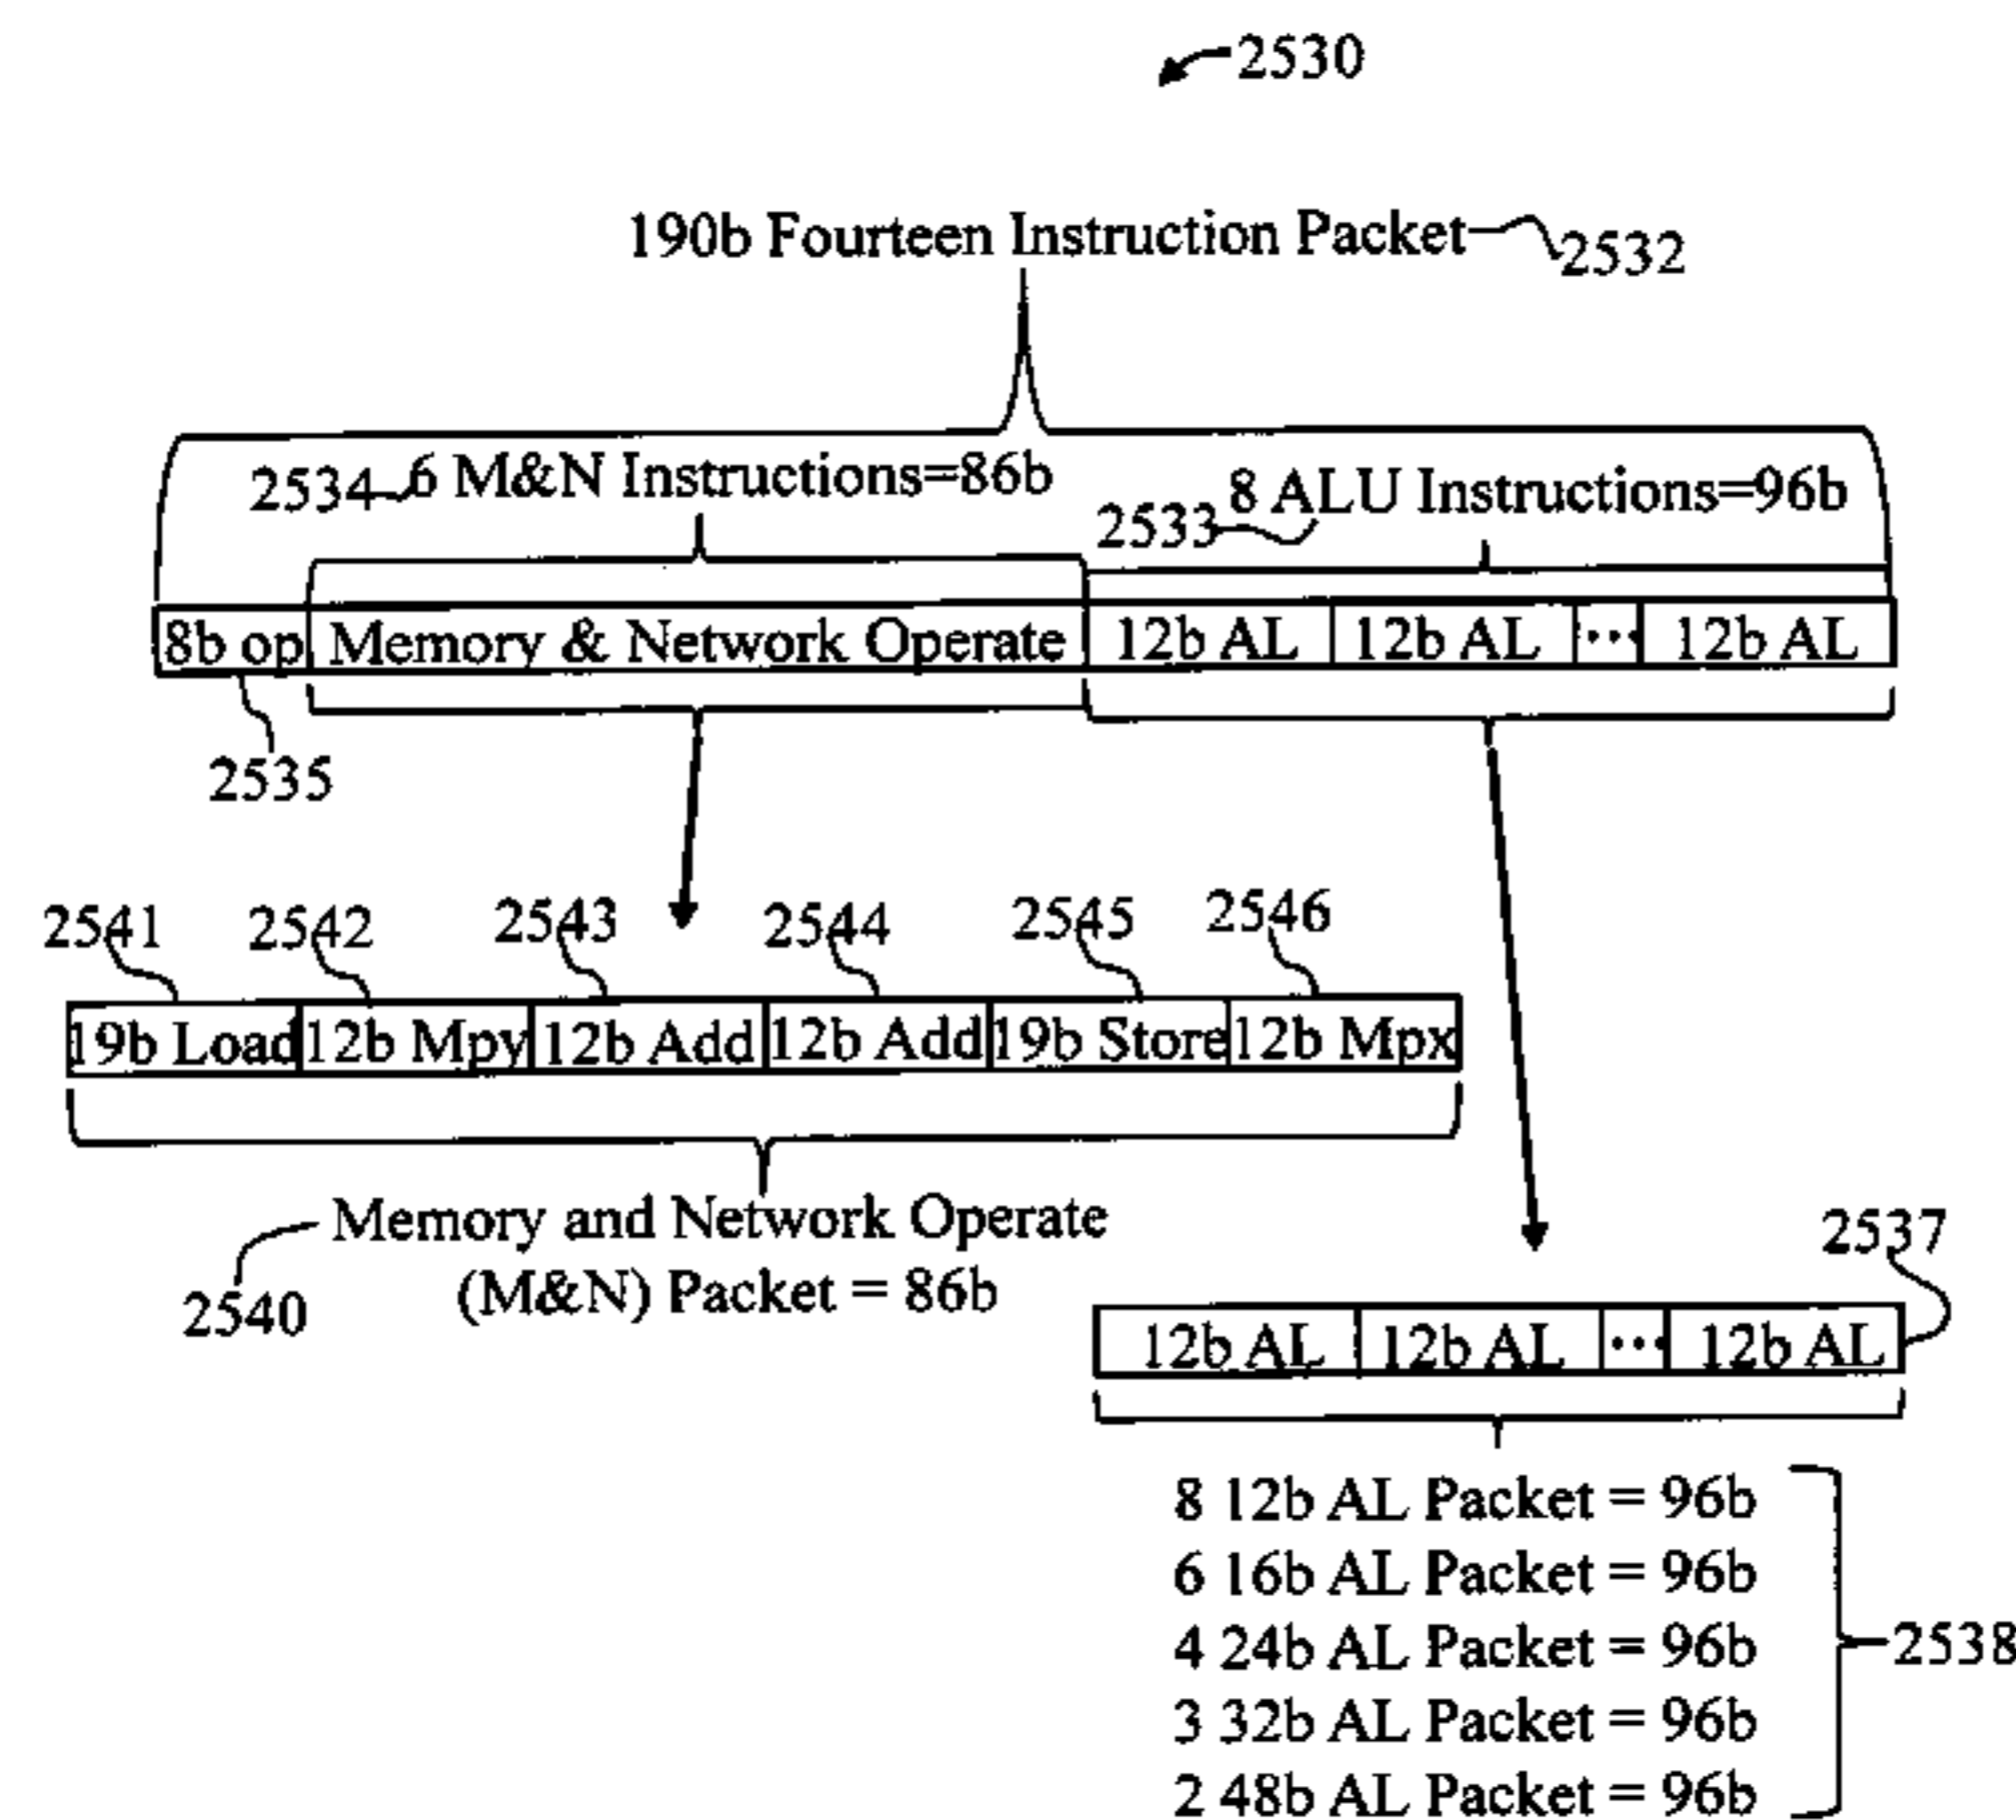 2530
190b Fourteen Instruction Packet 2532
2534 6 M&N Instructions=86b
2533 8 ALU Instructions=96b
8b op Memory & Network Operate 12b AL 12b AL ... 12b AL
2535
2541 2542 2543 2544 2545 2546
19b Load 12b Mpy 12b Add 12b Add 19b Store 12b Mpx
Memory and Network Operate
(M&N) Packet = 86b
2540
2537
12b AL 12b AL ... 12b AL
8 12b AL Packet = 96b
6 16b AL Packet = 96b
4 24b AL Packet = 96b
2538
3 32b AL Packet = 96b
2 48b AL Packet = 96b